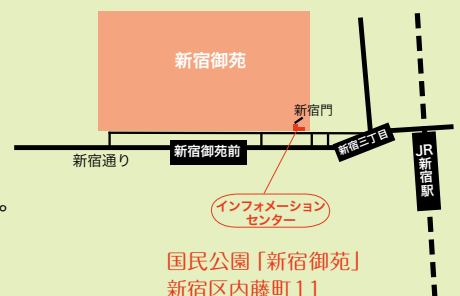 新宿御苑
新宿門
新宿三丁目
新宿通り
新宿御苑前
JR新宿駅
。
インフォメーション
センター
国民公園「新宿御苑」
新宿区内藤町11